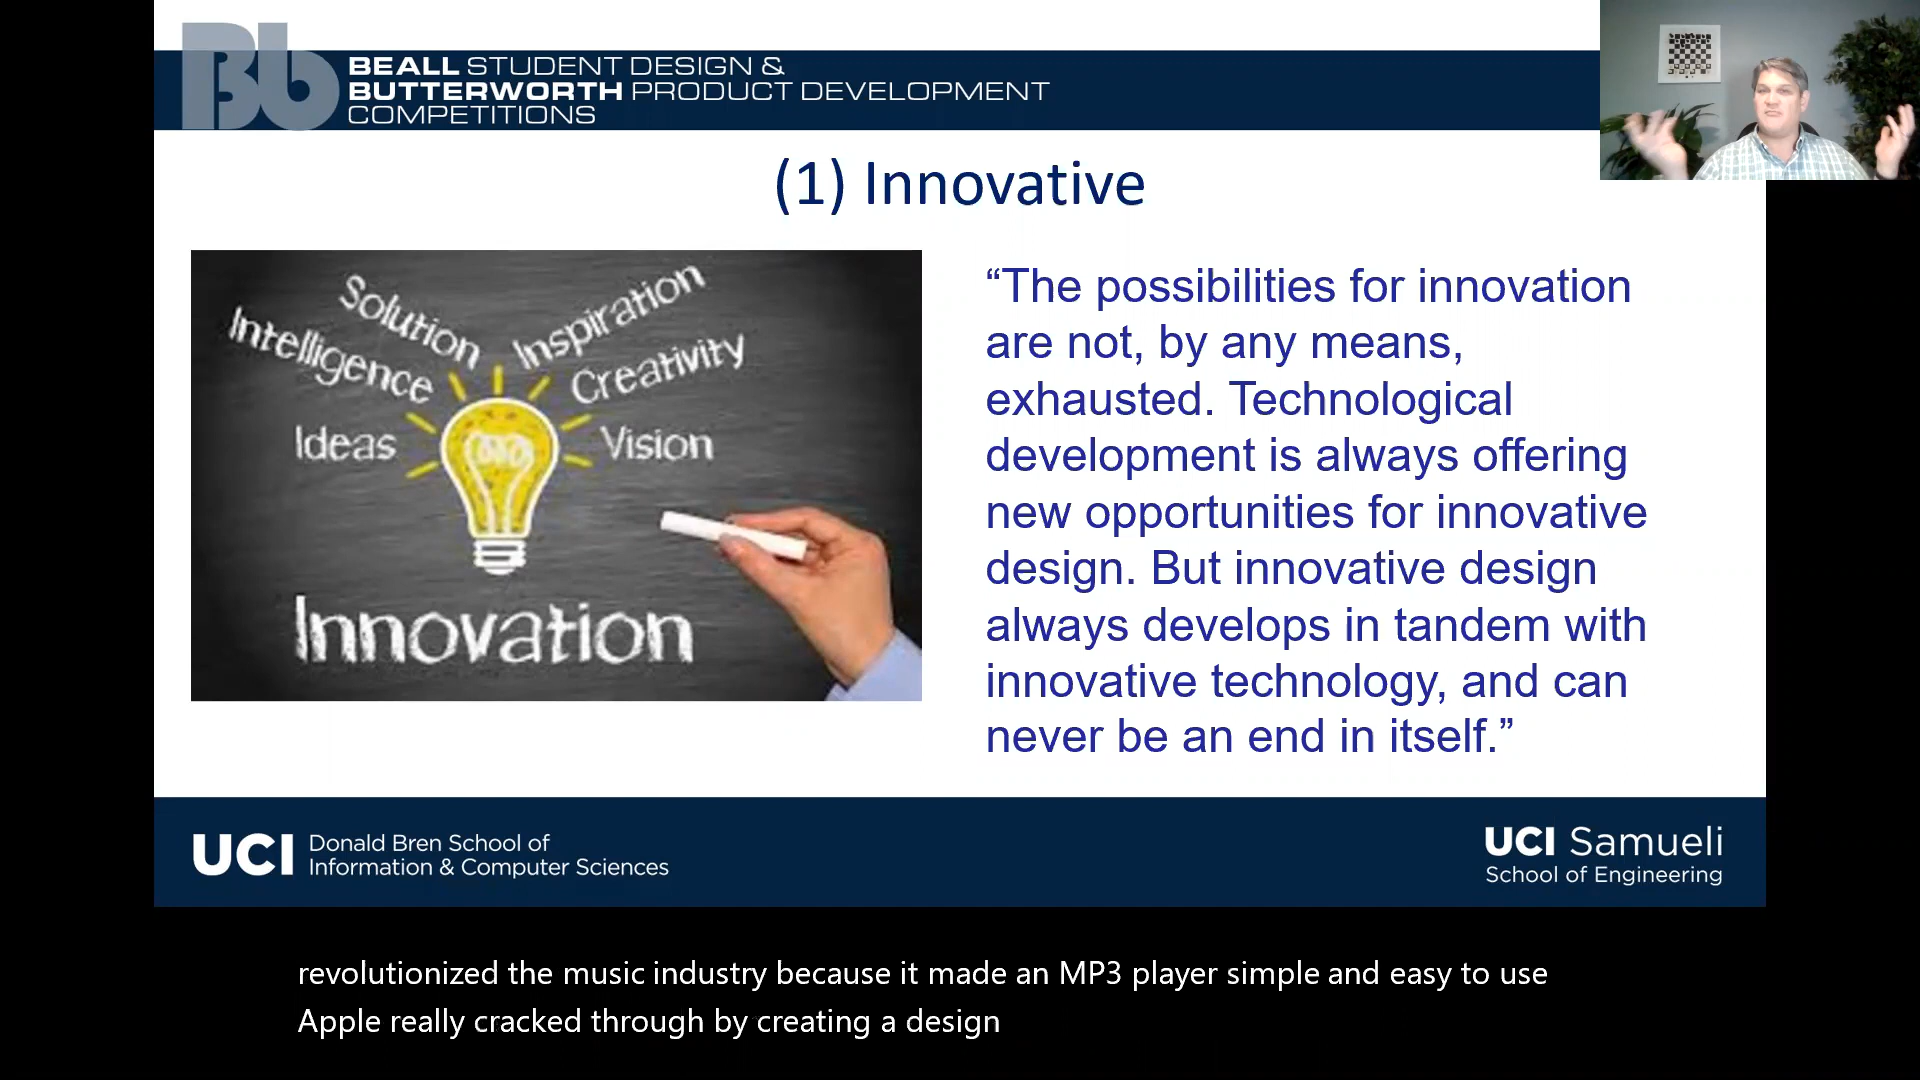 Bb
BEALL STUDENT DESIGN &
BUTTERWORTH PRODUCT DEVELOPMENT
COMPETITIONS
(1) Innovative
Solution
Inspiration
Intelligence
Creativity
Ideas
Vision
Innovation
“The possibilities for innovation
are not, by any means,
exhausted. Technological
development is always offering
new opportunities for innovative
design. But innovative design
always develops in tandem with
innovative technology, and can
never be an end in itself.”
UCI Donald Bren School of
Information & Computer Sciences
UCI Samueli
School of Engineering
revolutionized the music industry because it made an MP3 player simple and easy to use
Apple really cracked through by creating a design